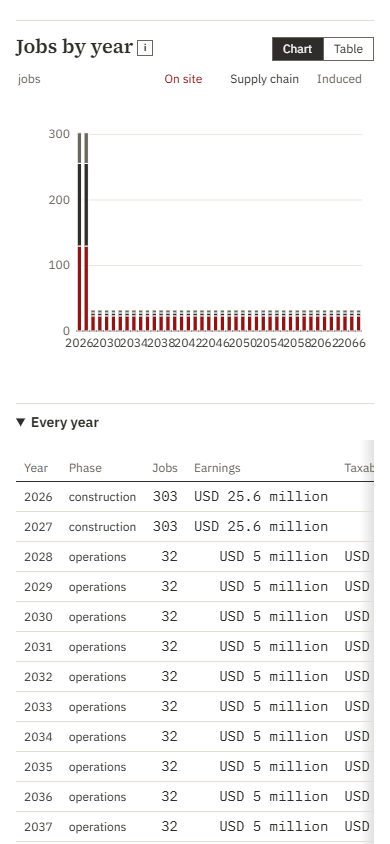 Jobs by year i Chart Table
jobs On site Supply chain Induced
300
200
100
0
2026 2030 2034 2038 2042 2046 2050 2054 2058 2062 2066
▼ Every year
Year Phase Jobs Earnings Taxab
2026 construction 303 USD 25.6 million
2027 construction 303 USD 25.6 million
2028 operations 32 USD 5 million USD
2029 operations 32 USD 5 million USD
2030 operations 32 USD 5 million USD
2031 operations 32 USD 5 million USD
2032 operations 32 USD 5 million USD
2033 operations 32 USD 5 million USD
2034 operations 32 USD 5 million USD
2035 operations 32 USD 5 million USD
2036 operations 32 USD 5 million USD
2037 operations 32 USD 5 million USD